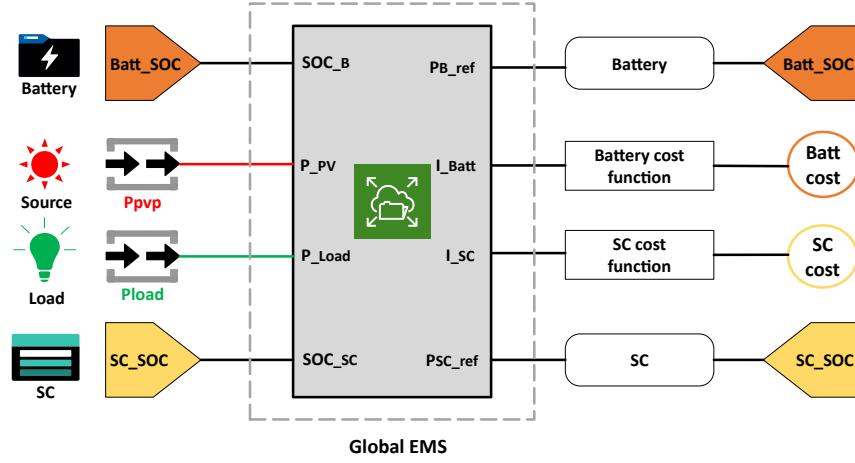 Battery
Batt_SOC
SOC_B
PB_ref
Battery
Batt_SOC
Source
Ppvp
P_PV
I_Batt
Battery cost
function
Batt
cost
Load
Pload
P_Load
I_SC
SC cost
function
SC
cost
SC
SC_SOC
SOC_SC
PSC_ref
SC
SC_SOC
Global EMS